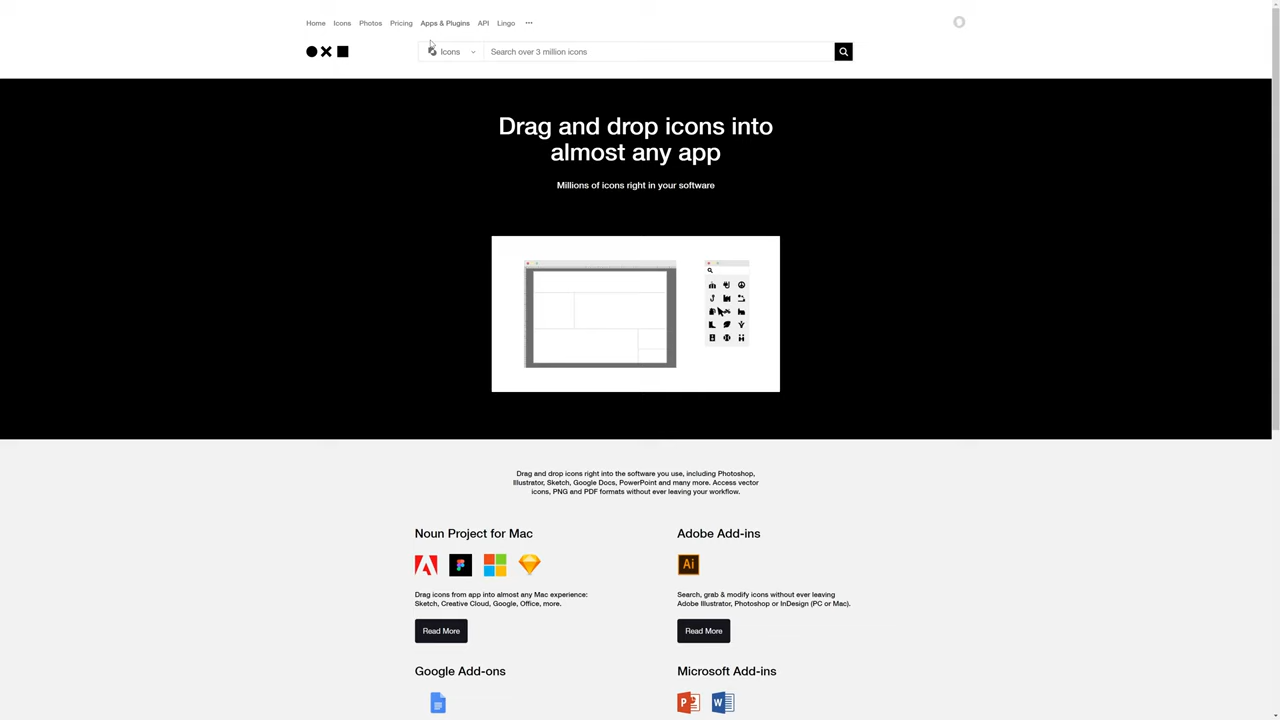 Home Icons Photos Pricing Apps & Plugins API Lingo
Icons Search over 3 million icons
Drag and drop icons into
almost any app
Millions of icons right in your software
Drag and drop icons right into the software you use, including Photoshop,
Illustrator, Sketch, Google Docs, PowerPoint and many more. Access vector
icons, PNG and PDF formats without ever leaving your workflow.
Noun Project for Mac
Drag icons from app into almost any Mac experience:
Sketch, Creative Cloud, Google, Office, more.
Read More
Adobe Add-ins
Ai
Search, grab & modify icons without ever leaving
Adobe Illustrator, Photoshop or InDesign (PC or Mac).
Read More
Google Add-ons
Microsoft Add-ins
P W